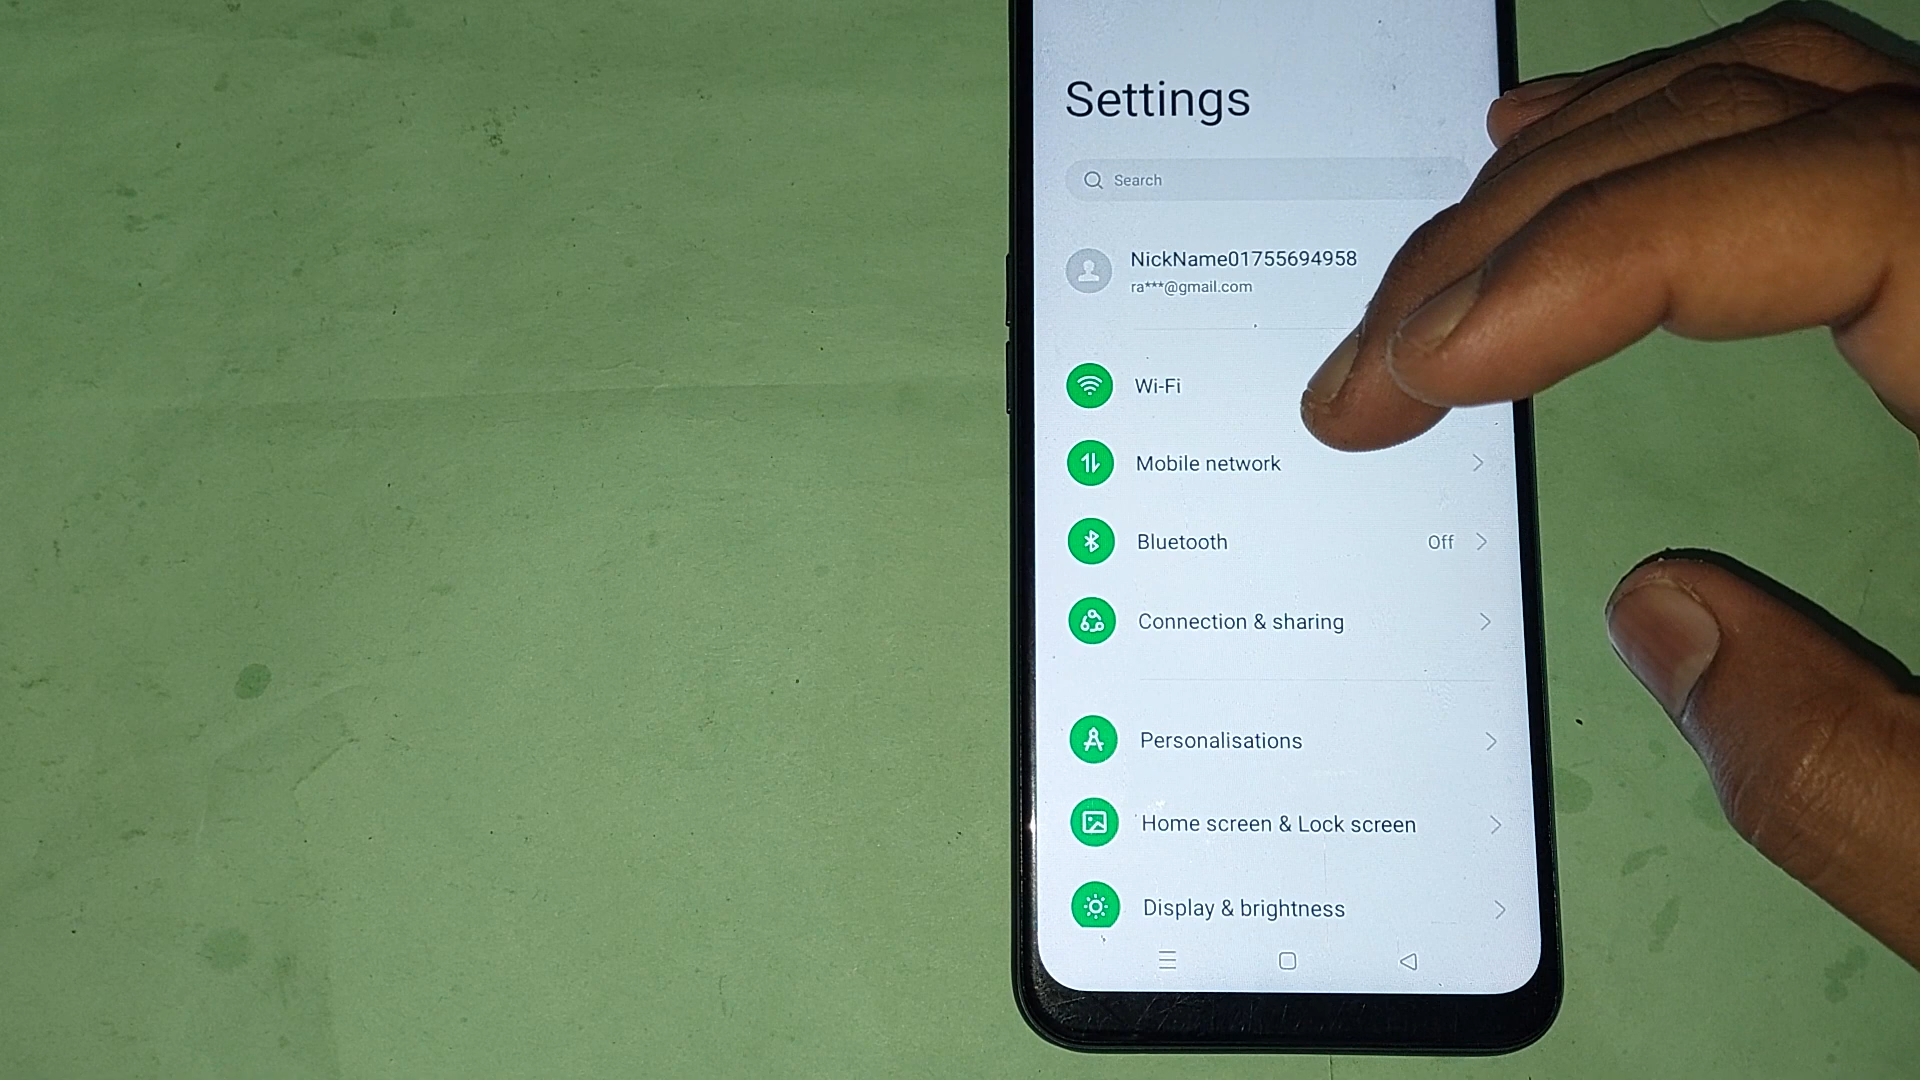 Settings
Search
NickName01755694958
ra***@gmail.com
Wi-Fi
Mobile network
Bluetooth Off
Connection & sharing
Personalisations
Home screen & Lock screen
Display & brightness